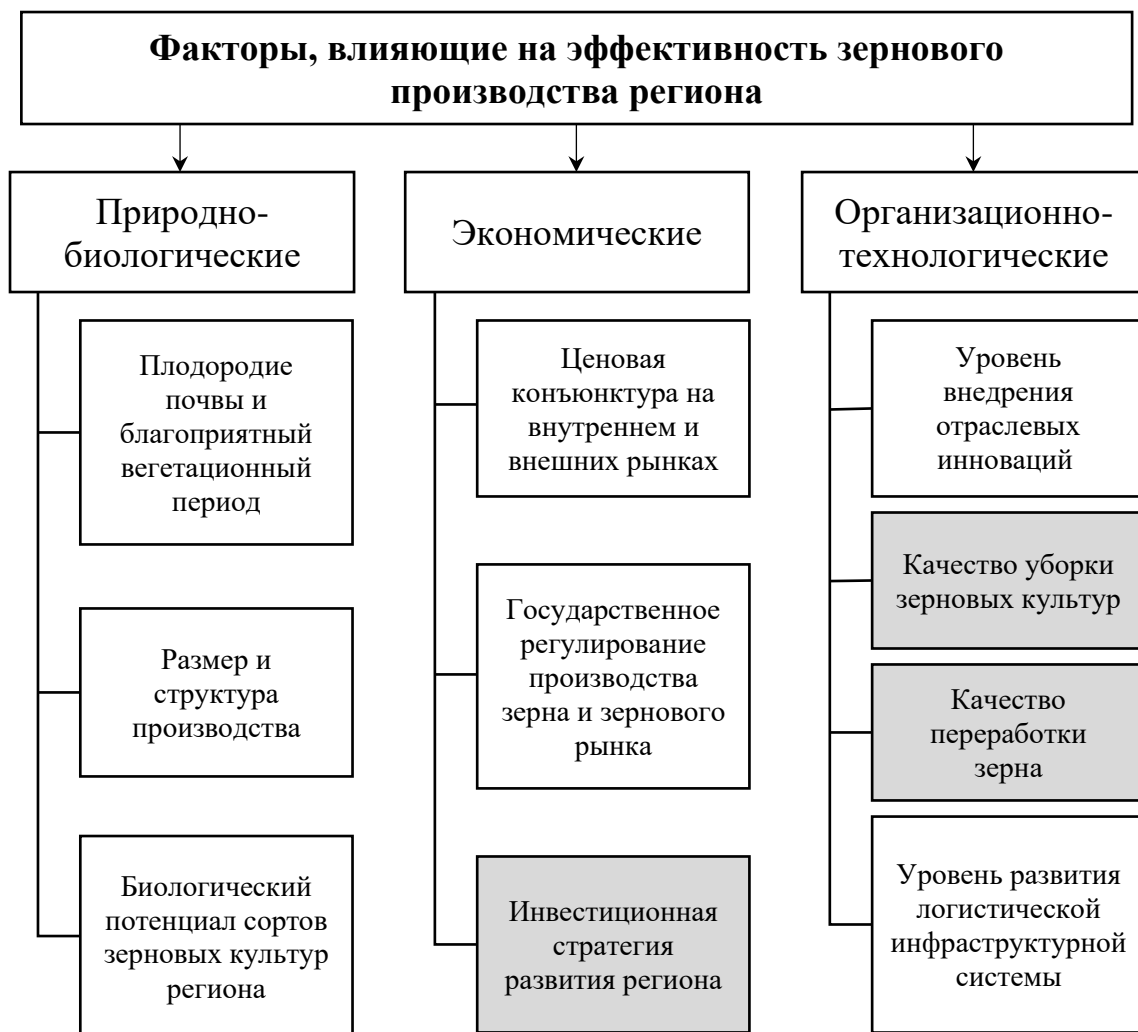 Факторы, влияющие на эффективность зернового
производства региона
Природно-
биологические
Плодородие
почвы и
благоприятный
вегетационный
период
Размер и
структура
производства
Биологический
потенциал сортов
зерновых культур
региона
Экономические
Ценовая
конъюнктура на
внутреннем и
внешних рынках
Государственное
регулирование
производства
зерна и зернового
рынка
Инвестиционная
стратегия
развития региона
Организационно-
технологические
Уровень
внедрения
отраслевых
инноваций
Качество уборки
зерновых культур
Качество
переработки
зерна
Уровень развития
логистической
инфраструктурной
системы